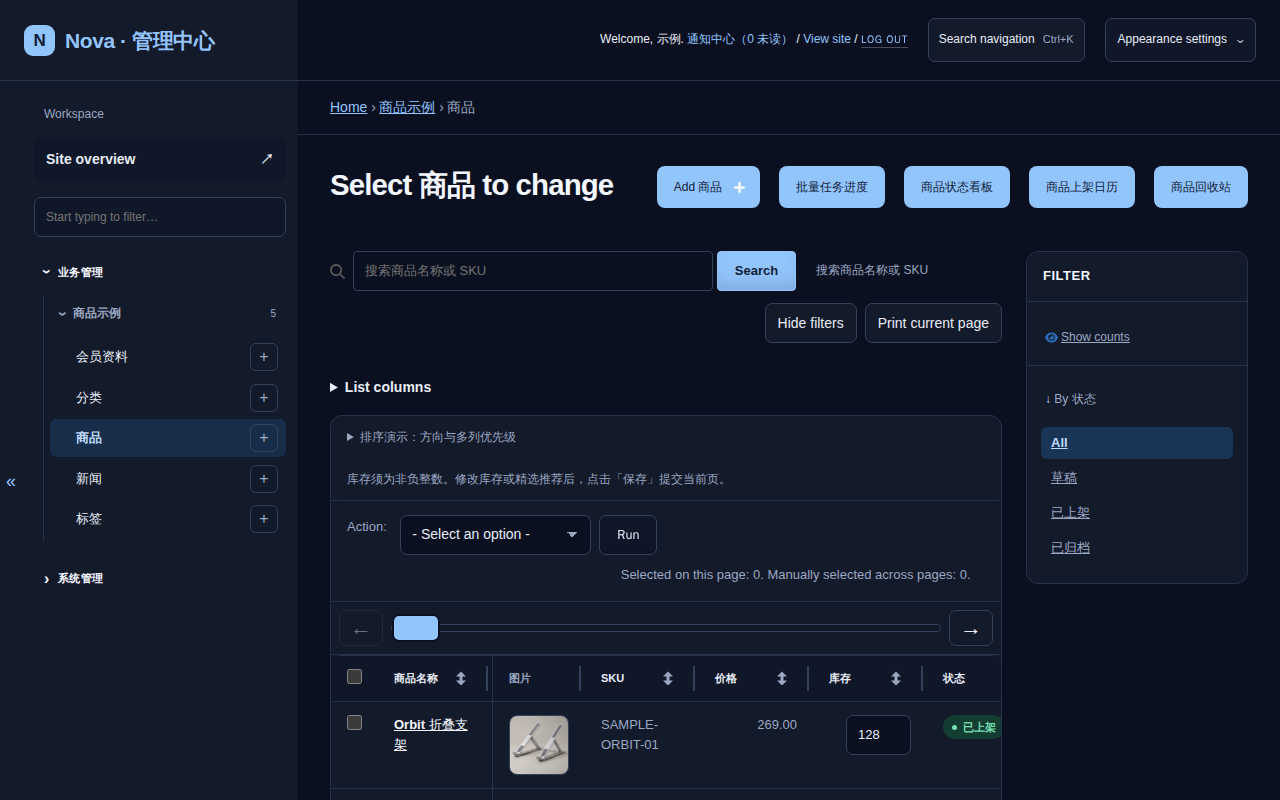 N Nova · 管理中心
Welcome, 示例. 通知中心（0 未读） / View site / LOG OUT
Search navigation Ctrl+K
Appearance settings
Workspace
Site overview ↗
Start typing to filter…
业务管理
商品示例 5
会员资料 +
分类 +
商品 +
新闻 +
标签 +
系统管理
«
Home › 商品示例 › 商品
Select 商品 to change
Add 商品
批量任务进度
商品状态看板
商品上架日历
商品回收站
搜索商品名称或 SKU
Search
搜索商品名称或 SKU
Hide filters
Print current page
List columns
排序演示：方向与多列优先级
库存须为非负整数。修改库存或精选推荐后，点击「保存」提交当前页。
Action: - Select an option - Run
Selected on this page: 0. Manually selected across pages: 0.
← →
商品名称 图片 SKU 价格 库存 状态
Orbit 折叠支
架
SAMPLE-
ORBIT-01
269.00
128
已上架
FILTER
Show counts
↓ By 状态
All
草稿
已上架
已归档